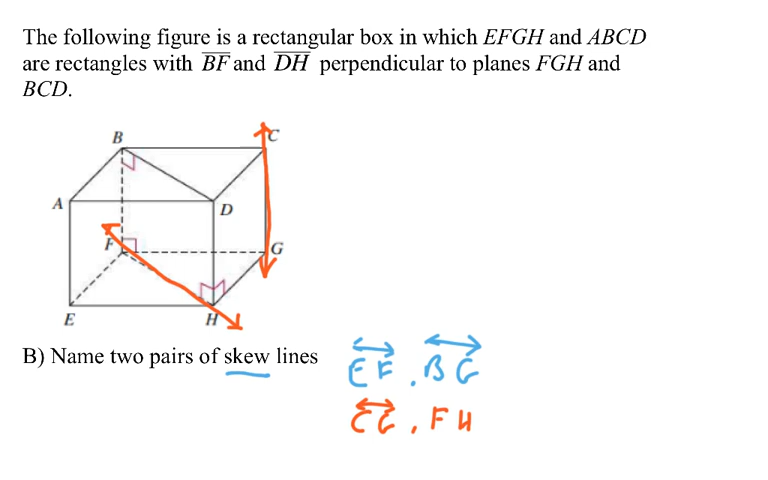 The following figure is a rectangular box in which EFGH and ABCD
are rectangles with BF and DH perpendicular to planes FGH and
BCD.
B
C
A
D
F
G
E
H
B) Name two pairs of skew lines
EF, BC
CG, FH